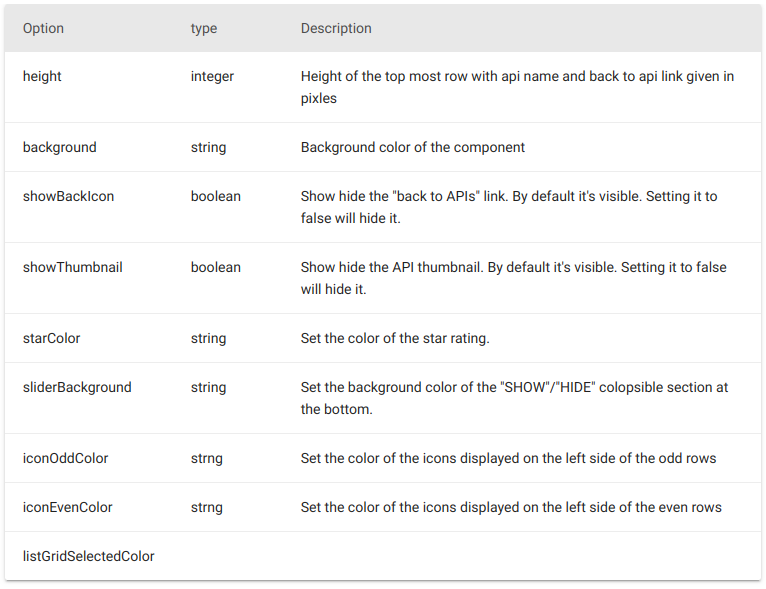 Option type Description
height integer Height of the top most row with api name and back to api link given in
pixles
background string Background color of the component
showBackIcon boolean Show hide the "back to APIs" link. By default it's visible. Setting it to
false will hide it.
showThumbnail boolean Show hide the API thumbnail. By default it's visible. Setting it to false
will hide it.
starColor string Set the color of the star rating.
sliderBackground string Set the background color of the "SHOW"/"HIDE" colopsible section at
the bottom.
iconOddColor strng Set the color of the icons displayed on the left side of the odd rows
iconEvenColor strng Set the color of the icons displayed on the left side of the even rows
listGridSelectedColor